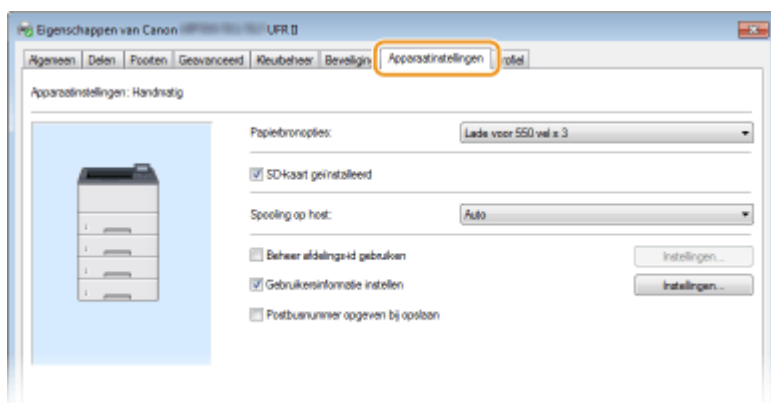 Eigenschappen van Canon UFR II
Algemeen Delen Poorten Geavanceerd Kleurbeheer Beveiligin Apparaatinstellingen rofiel
Apparaatinstellingen: Handmatig
Papierbronopties: Lade voor 550 vel x 3
SD-kaart geïnstalleerd
Spooling op host: Auto
Beheer afdelings-id gebruiken Instellingen...
Gebruikersinformatie instellen Instellingen...
Postbusnummer opgeven bij opslaan